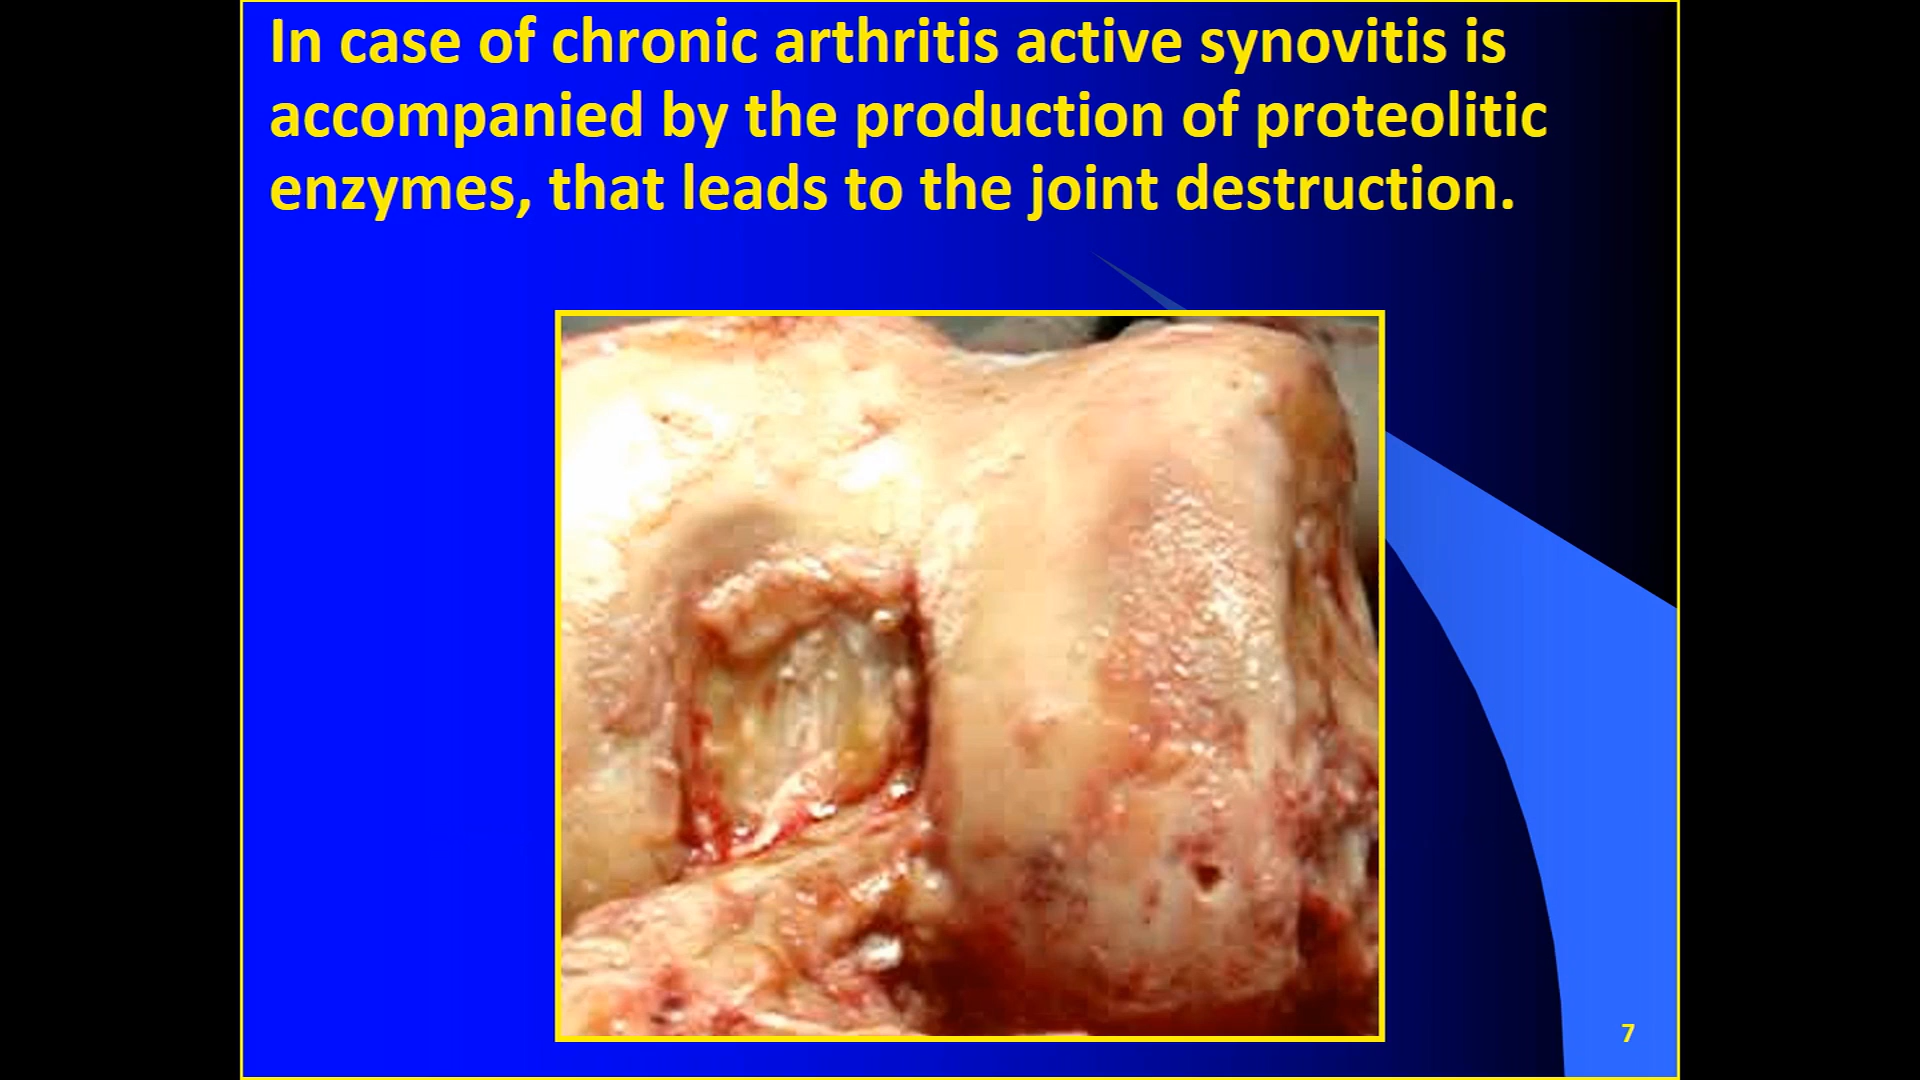 In case of chronic arthritis active synovitis is
accompanied by the production of proteolitic
enzymes, that leads to the joint destruction.
7